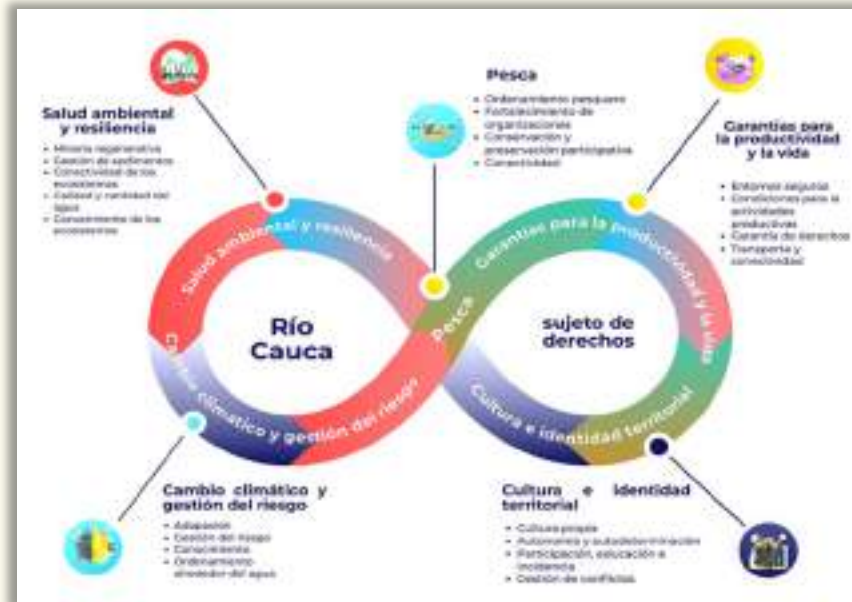 Salud ambiental
y resiliencia
Minería regenerativa
Gestión de sedimentos
Conectividad de los
ecosistemas
Calidad y cantidad del
agua
Conocimiento de los
ecosistemas
Pesca
Ordenamiento pesquero
Fortalecimiento de
organizaciones
Conservación y
preservación participativa
Conectividad
Garantías para
la productividad
y la vida
Entornos seguros
Condiciones para la
actividades
productivas
Garantía de derechos
Transporte y
conectividad
Salud ambiental y resiliencia
Garantías para la productividad y la vida
Pesca
Río
Cauca
sujeto de
derechos
Cambio climático y gestión del riesgo
Cultura e identidad territorial
Cambio climático y
gestión del riesgo
Adaptación
Gestión del riesgo
Conocimiento
Ordenamiento
alrededor del agua
Cultura e identidad
territorial
Cultura propia
Autonomía y autodeterminación
Participación, educación e
incidencia
Gestión de conflictos